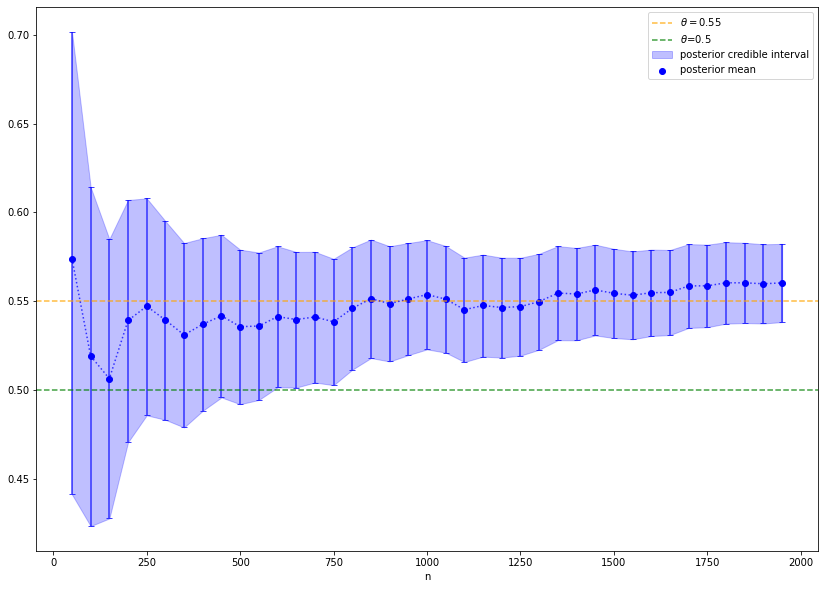 θ = 0.55
θ=0.5
posterior credible interval
posterior mean
0.70
0.65
0.60
0.55
0.50
0.45
0 250 500 750 1000 1250 1500 1750 2000
n